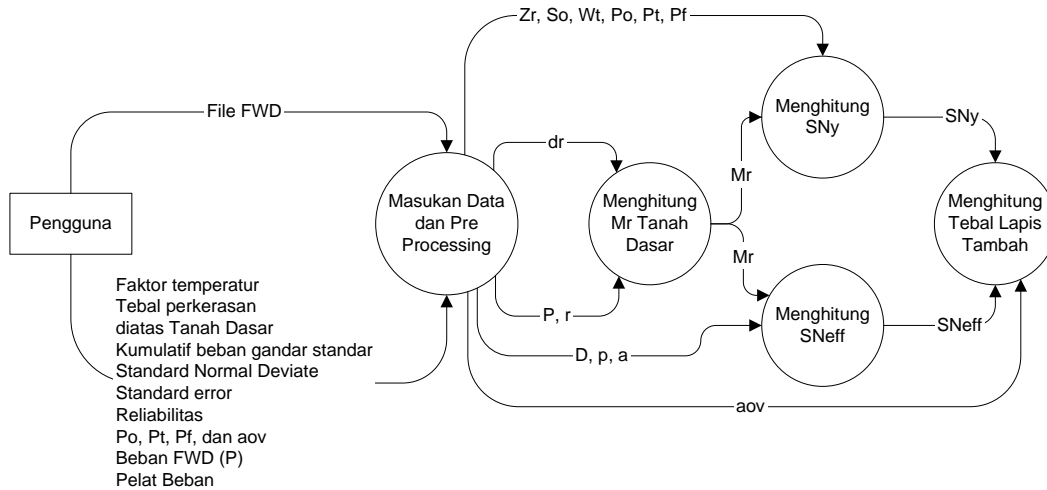 Zr, So, Wt, Po, Pt, Pf
File FWD
Pengguna
Faktor temperatur
Tebal perkerasan
diatas Tanah Dasar
Kumulatif beban gandar standar
Standard Normal Deviate
Standard error
Reliabilitas
Po, Pt, Pf, dan aov
Beban FWD (P)
Pelat Beban
Masukan Data
dan Pre
Processing
dr
P, r
D, p, a
aov
Menghitung
Mr Tanah
Dasar
Mr
Mr
Menghitung
SNy
Menghitung
SNeff
SNy
SNeff
Menghitung
Tebal Lapis
Tambah